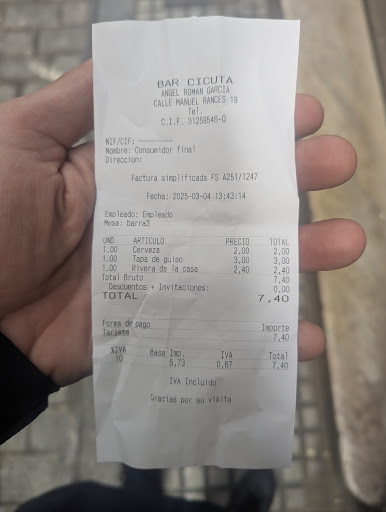 BAR CICUTA
ANGEL ROMAN GARCIA
CALLE MANUEL RANCES 19
Tel.
C.I.F. 31259546-Q
NIF/CIF: ---------
Nombre: Consumidor final
Direccion:
Factura simplificada FS A251/1247
Fecha: 2025-03-04 13:43:14
Empleado: Empleado
Mesa: barra3
UND ARTICULO PRECIO TOTAL
1.00 Cerveza 2,00 2,00
1.00 Tapa de guiso 3,00 3,00
1.00 Rivera de la casa 2,40 2,40
Total Bruto 7,40
Descuentos + Invitaciones: 0,00
TOTAL 7,40
Forma de pago Importe
Tarjeta 7,40
%IVA Base Imp. IVA Total
10 6,73 0,67 7,40
IVA Incluido
Gracias por su visita